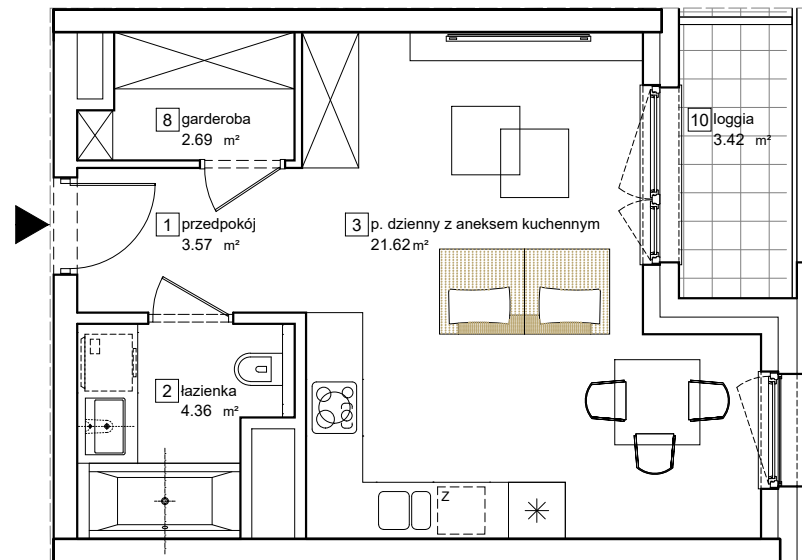 8 garderoba
2.69 m²
10 loggia
3.42 m²
1 przedpokój
3.57 m²
3 p. dzienny z aneksem kuchennym
21.62 m²
2 łazienka
4.36 m²
Z